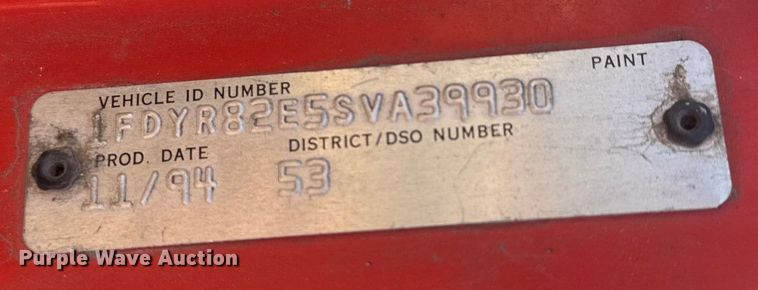 PAINT
VEHICLE ID NUMBER
1FDYR82E5SVA39930
PROD. DATE DISTRICT/DSO NUMBER
11/94 53
Purple Wave Auction